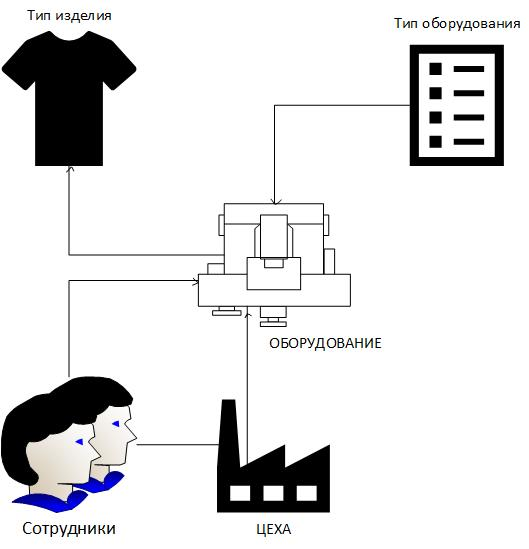 Тип изделия
Тип оборудования
ОБОРУДОВАНИЕ
Сотрудники
ЦЕХА